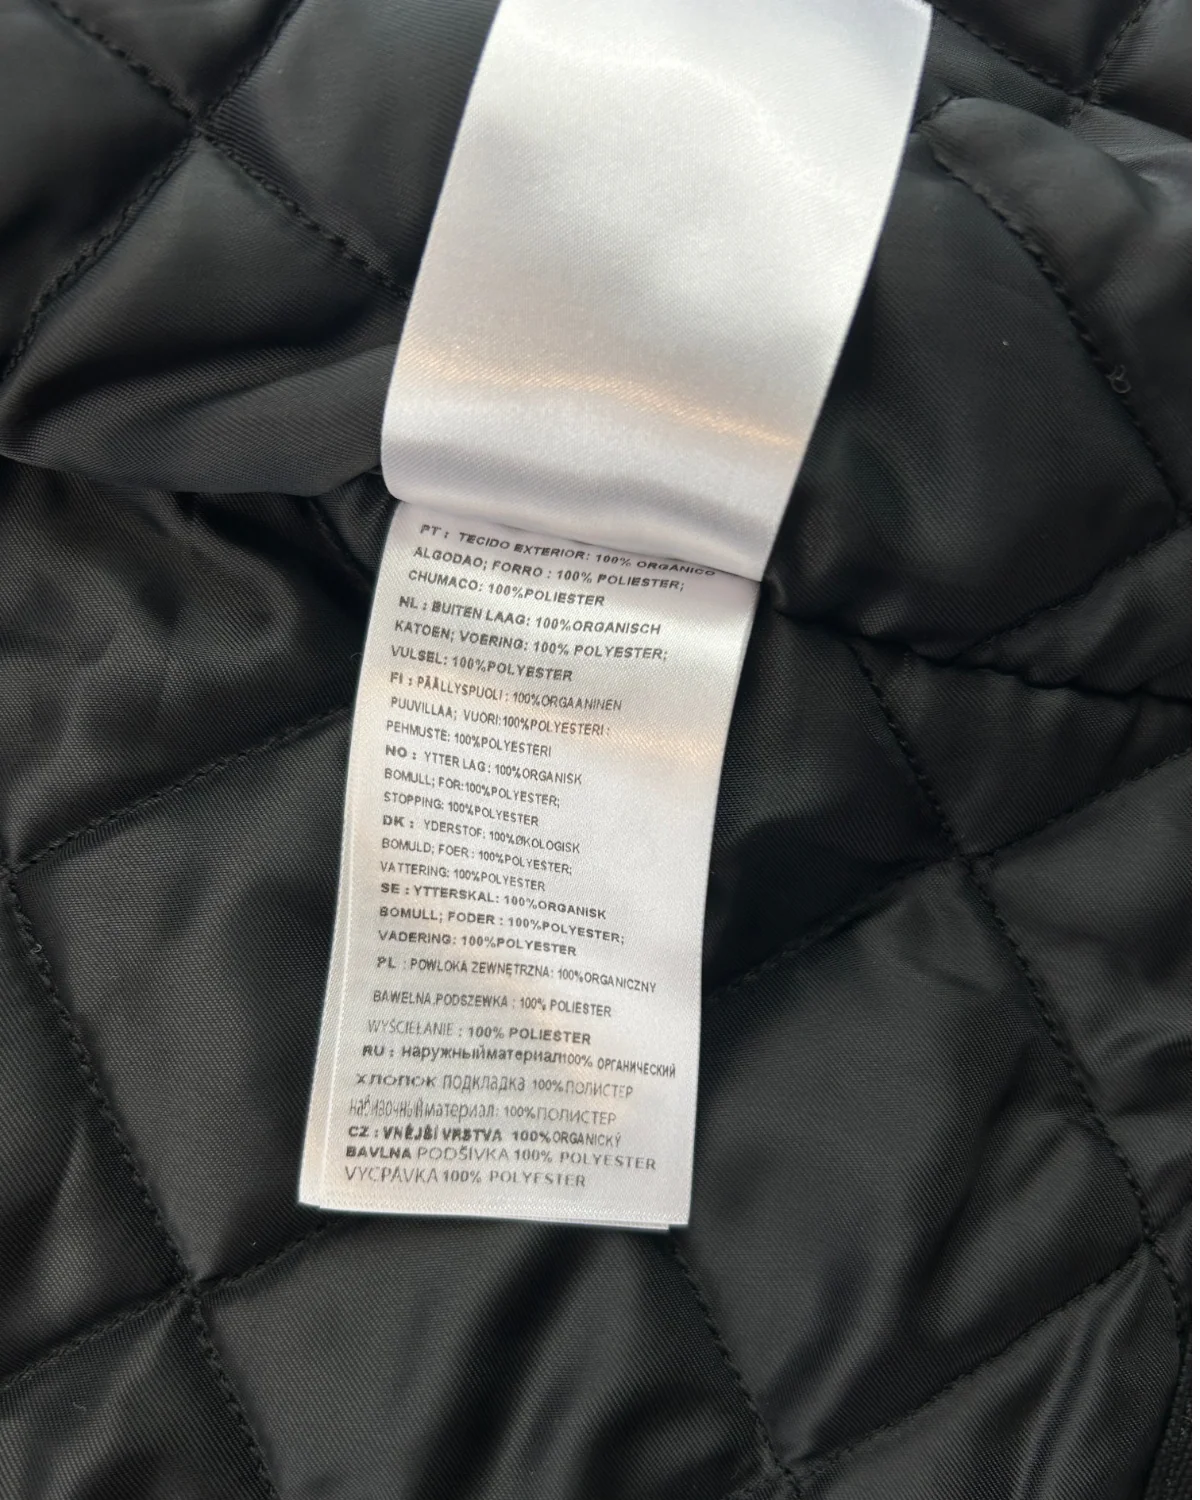 PT : TECIDO EXTERIOR: 100% ORGANICO
ALGODAO; FORRO : 100% POLIESTER;
CHUMACO: 100%POLIESTER
NL : BUITEN LAAG: 100%ORGANISCH
KATOEN; VOERING: 100% POLYESTER;
VULSEL: 100%POLYESTER
FI : PÄÄLLYSPUOLI : 100%ORGAANINEN
PUUVILLAA; VUORI:100%POLYESTERI :
PEHMUSTE: 100%POLYESTERI
NO : YTTER LAG : 100%ORGANISK
BOMULL; FOR:100%POLYESTER;
STOPPING: 100%POLYESTER
DK : YDERSTOF: 100%ØKOLOGISK
BOMULD; FOER : 100%POLYESTER;
VATTERING: 100%POLYESTER
SE : YTTERSKAL: 100%ORGANISK
BOMULL; FODER : 100%POLYESTER;
VADERING: 100%POLYESTER
PL : POWLOKA ZEWNĘTRZNA: 100%ORGANICZNY
BAWELNA.PODSZEWKA : 100% POLIESTER
WYŚCIEŁANIE : 100% POLIESTER
RU : наружныйматериал100% ОРГАНИЧЕСКИЙ
ХЛОПОК ПОДКЛАДКА 100%ПОЛИСТЕР
100%ПОЛИСТЕР
CZ : VNĚJŠÍ VRSTVA 100%ORGANICKÝ
BAVLNA PODŠÍVKA 100% POLYESTER
VYCPÁVKA 100% POLYESTER